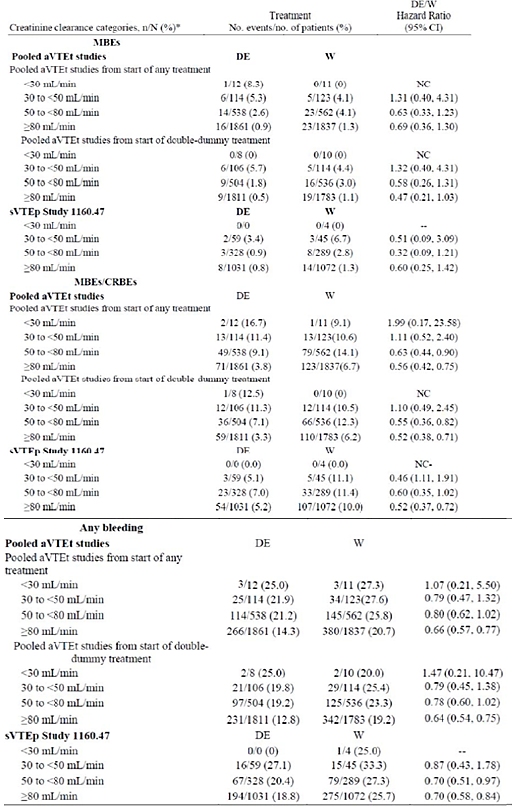 Treatment DE/W
Creatinine clearance categories, n/N (%)* No. events/no. of patients (%) Hazard Ratio
(95% CI)
MBEs
Pooled aVTEt studies DE W
Pooled aVTEt studies from start of any treatment
<30 mL/min 1/12 (8.3) 0/11 (0) NC
30 to <50 mL/min 6/114 (5.3) 5/123 (4.1) 1.31 (0.40, 4.31)
50 to <80 mL/min 14/538 (2.6) 23/562 (4.1) 0.63 (0.33, 1.23)
≥80 mL/min 16/1861 (0.9) 23/1837 (1.3) 0.69 (0.36, 1.30)
Pooled aVTEt studies from start of double-dummy treatment
<30 mL/min 0/8 (0) 0/10 (0) NC
30 to <50 mL/min 6/106 (5.7) 5/114 (4.4) 1.32 (0.40, 4.31)
50 to <80 mL/min 9/504 (1.8) 16/536 (3.0) 0.58 (0.26, 1.31)
≥80 mL/min 9/1811 (0.5) 19/1783 (1.1) 0.47 (0.21, 1.03)
sVTEp Study 1160.47 DE W
<30 mL/min 0/0 0/4 (0) --
30 to <50 mL/min 2/59 (3.4) 3/45 (6.7) 0.51 (0.09, 3.09)
50 to <80 mL/min 3/328 (0.9) 8/289 (2.8) 0.32 (0.09, 1.21)
≥80 mL/min 8/1031 (0.8) 14/1072 (1.3) 0.60 (0.25, 1.42)
MBEs/CRBEs
Pooled aVTEt studies DE W
Pooled aVTEt studies from start of any treatment
<30 mL/min 2/12 (16.7) 1/11 (9.1) 1.99 (0.17, 23.58)
30 to <50 mL/min 13/114 (11.4) 13/123(10.6) 1.11 (0.52, 2.40)
50 to <80 mL/min 49/538 (9.1) 79/562 (14.1) 0.63 (0.44, 0.90)
≥80 mL/min 71/1861 (3.8) 123/1837(6.7) 0.56 (0.42, 0.75)
Pooled aVTEt studies from start of double-dummy treatment
<30 mL/min 1/8 (12.5) 0/10 (0) NC
30 to <50 mL/min 12/106 (11.3) 12/114 (10.5) 1.10 (0.49, 2.45)
50 to <80 mL/min 36/504 (7.1) 66/536 (12.3) 0.55 (0.36, 0.82)
≥80 mL/min 59/1811 (3.3) 110/1783 (6.2) 0.52 (0.38, 0.71)
sVTEp Study 1160.47 DE W
<30 mL/min 0/0 (0.0) 0/4 (0.0) NC-
30 to <50 mL/min 3/59 (5.1) 5/45 (11.1) 0.46 (1.11, 1.91)
50 to <80 mL/min 23/328 (7.0) 33/289 (11.4) 0.60 (0.35, 1.02)
≥80 mL/min 54/1031 (5.2) 107/1072 (10.0) 0.52 (0.37, 0.72)
Any bleeding
Pooled aVTEt studies DE W
Pooled aVTEt studies from start of any
treatment
<30 mL/min 3/12 (25.0) 3/11 (27.3) 1.07 (0.21, 5.50)
30 to <50 mL/min 25/114 (21.9) 34/123(27.6) 0.79 (0.47, 1.32)
50 to <80 mL/min 114/538 (21.2) 145/562 (25.8) 0.80 (0.62, 1.02)
≥80 mL/min 266/1861 (14.3) 380/1837 (20.7) 0.66 (0.57, 0.77)
Pooled aVTEt studies from start of double-
dummy treatment
<30 mL/min 2/8 (25.0) 2/10 (20.0) 1.47 (0.21, 10.47)
30 to <50 mL/min 21/106 (19.8) 29/114 (25.4) 0.79 (0.45, 1.38)
50 to <80 mL/min 97/504 (19.2) 125/536 (23.3) 0.78 (0.60, 1.02)
≥80 mL/min 231/1811 (12.8) 342/1783 (19.2) 0.64 (0.54, 0.75)
sVTEp Study 1160.47 DE W
<30 mL/min 0/0 (0) 1/4 (25.0) --
30 to <50 mL/min 16/59 (27.1) 15/45 (33.3) 0.87 (0.43, 1.78)
50 to <80 mL/min 67/328 (20.4) 79/289 (27.3) 0.70 (0.51, 0.97)
≥80 mL/min 194/1031 (18.8) 275/1072 (25.7) 0.70 (0.58, 0.84)